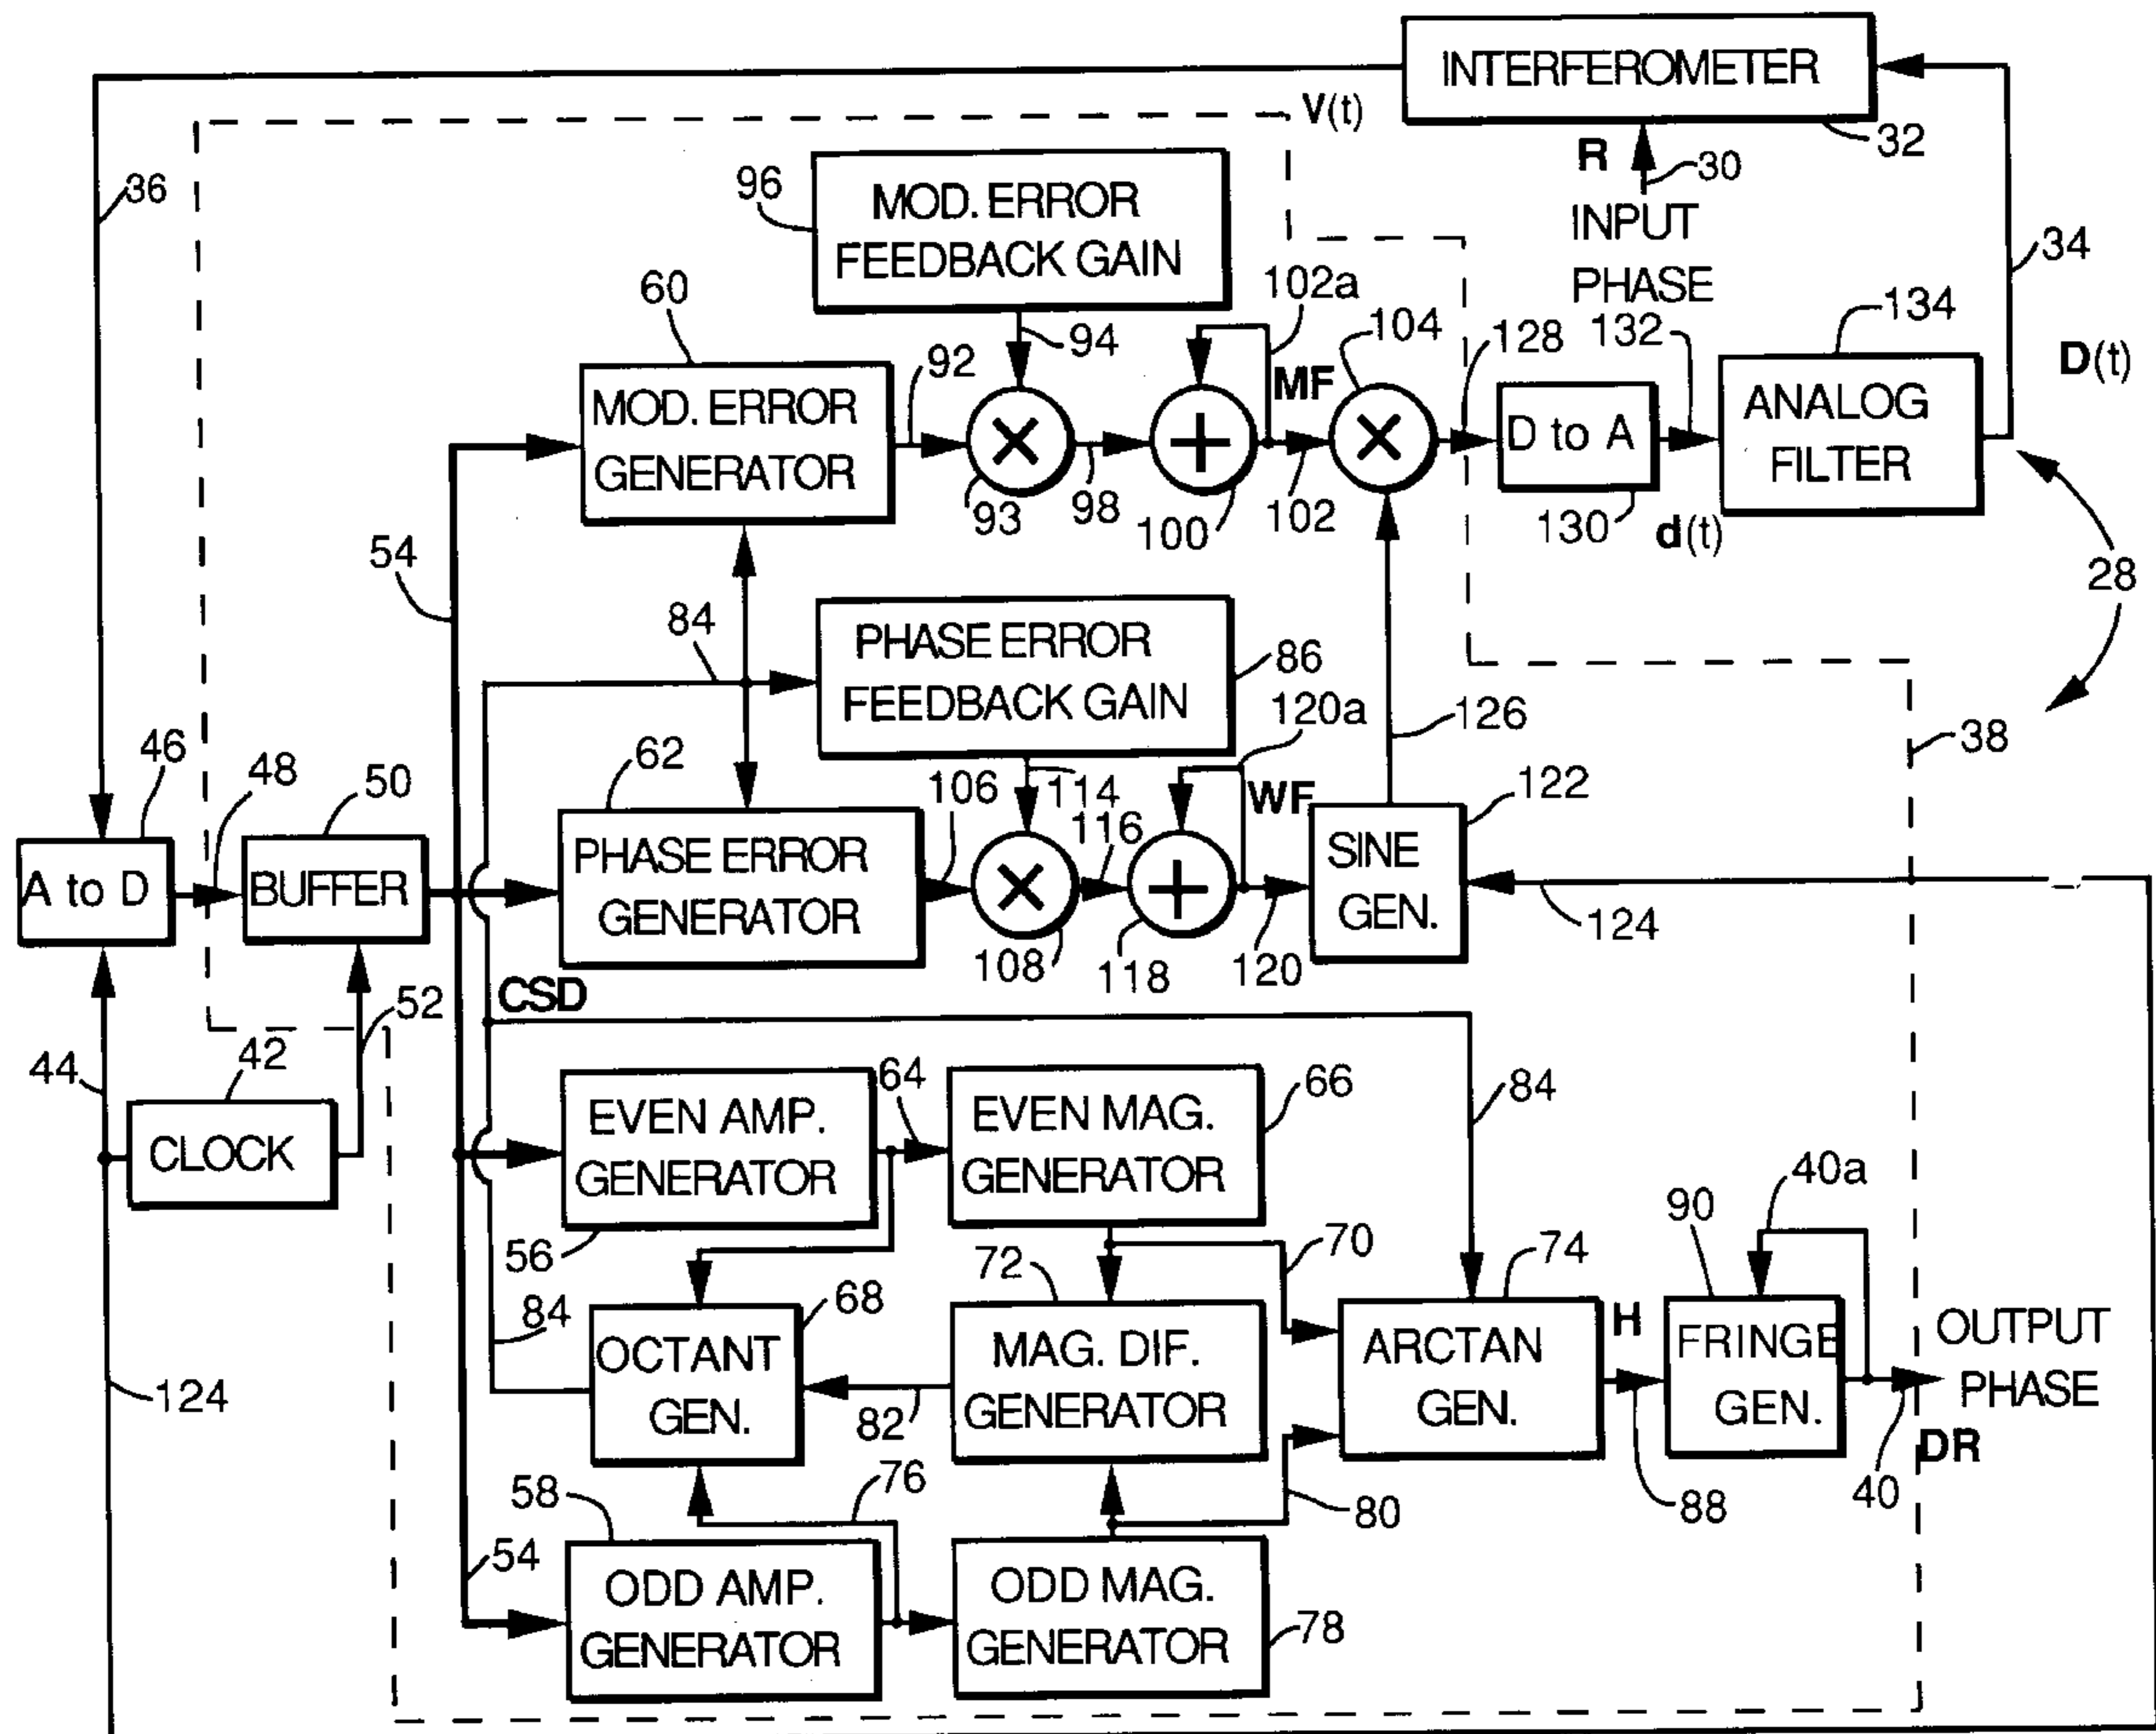 INTERFEROMETER
V(t)
32
R
30
INPUT
PHASE
36
96
MOD. ERROR
FEEDBACK GAIN
34
60
102a
134
94
104
128
132
D(t)
92
MF
MOD. ERROR
GENERATOR
D to A
ANALOG
FILTER
93
98
100
102
130
d(t)
54
28
84
PHASE ERROR
FEEDBACK GAIN
86
120a
126
38
46
48
50
62
106
114
116
WF
122
A to D
BUFFER
PHASE ERROR
GENERATOR
SINE
GEN.
108
118
120
124
CSD
52
44
42
64
66
84
CLOCK
EVEN AMP.
GENERATOR
EVEN MAG.
GENERATOR
40a
90
56
72
70
74
84
68
H
OCTANT
GEN.
MAG. DIF.
GENERATOR
ARCTAN
GEN.
FRINGE
GEN.
OUTPUT
PHASE
124
82
DR
58
76
80
88
40
54
ODD AMP.
GENERATOR
ODD MAG.
GENERATOR
78